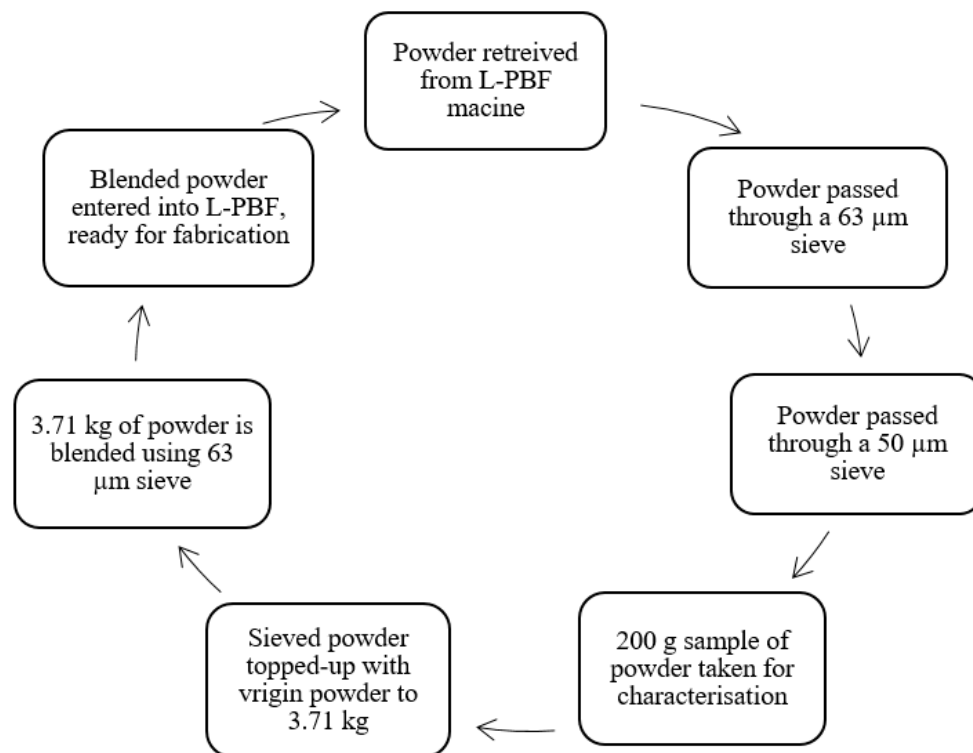 Powder retreived
from L-PBF
macine
Powder passed
through a 63 µm
sieve
Powder passed
through a 50 µm
sieve
200 g sample of
powder taken for
characterisation
Sieved powder
topped-up with
vrigin powder to
3.71 kg
3.71 kg of powder is
blended using 63
µm sieve
Blended powder
entered into L-PBF,
ready for fabrication